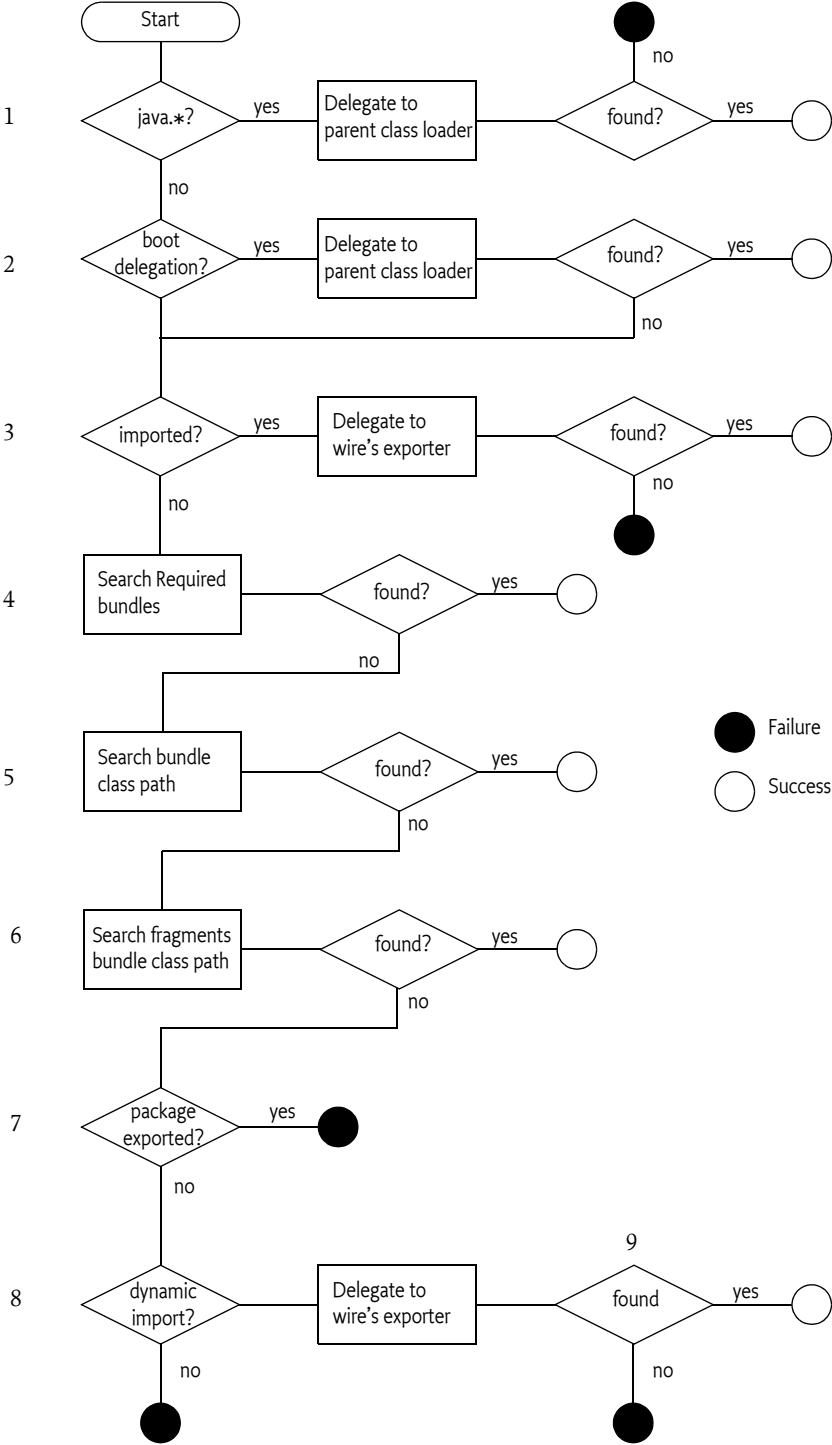 Start
no
1
java.*?
yes
Delegate to
parent class loader
found?
yes
no
2
boot
delegation?
yes
Delegate to
parent class loader
found?
yes
no
3
imported?
yes
Delegate to
wire's exporter
found?
yes
no
no
4
Search Required
bundles
found?
yes
no
Failure
Success
5
Search bundle
class path
found?
yes
no
6
Search fragments
bundle class path
found?
yes
no
7
package
exported?
yes
no
9
8
dynamic
import?
Delegate to
wire's exporter
found
yes
no
no